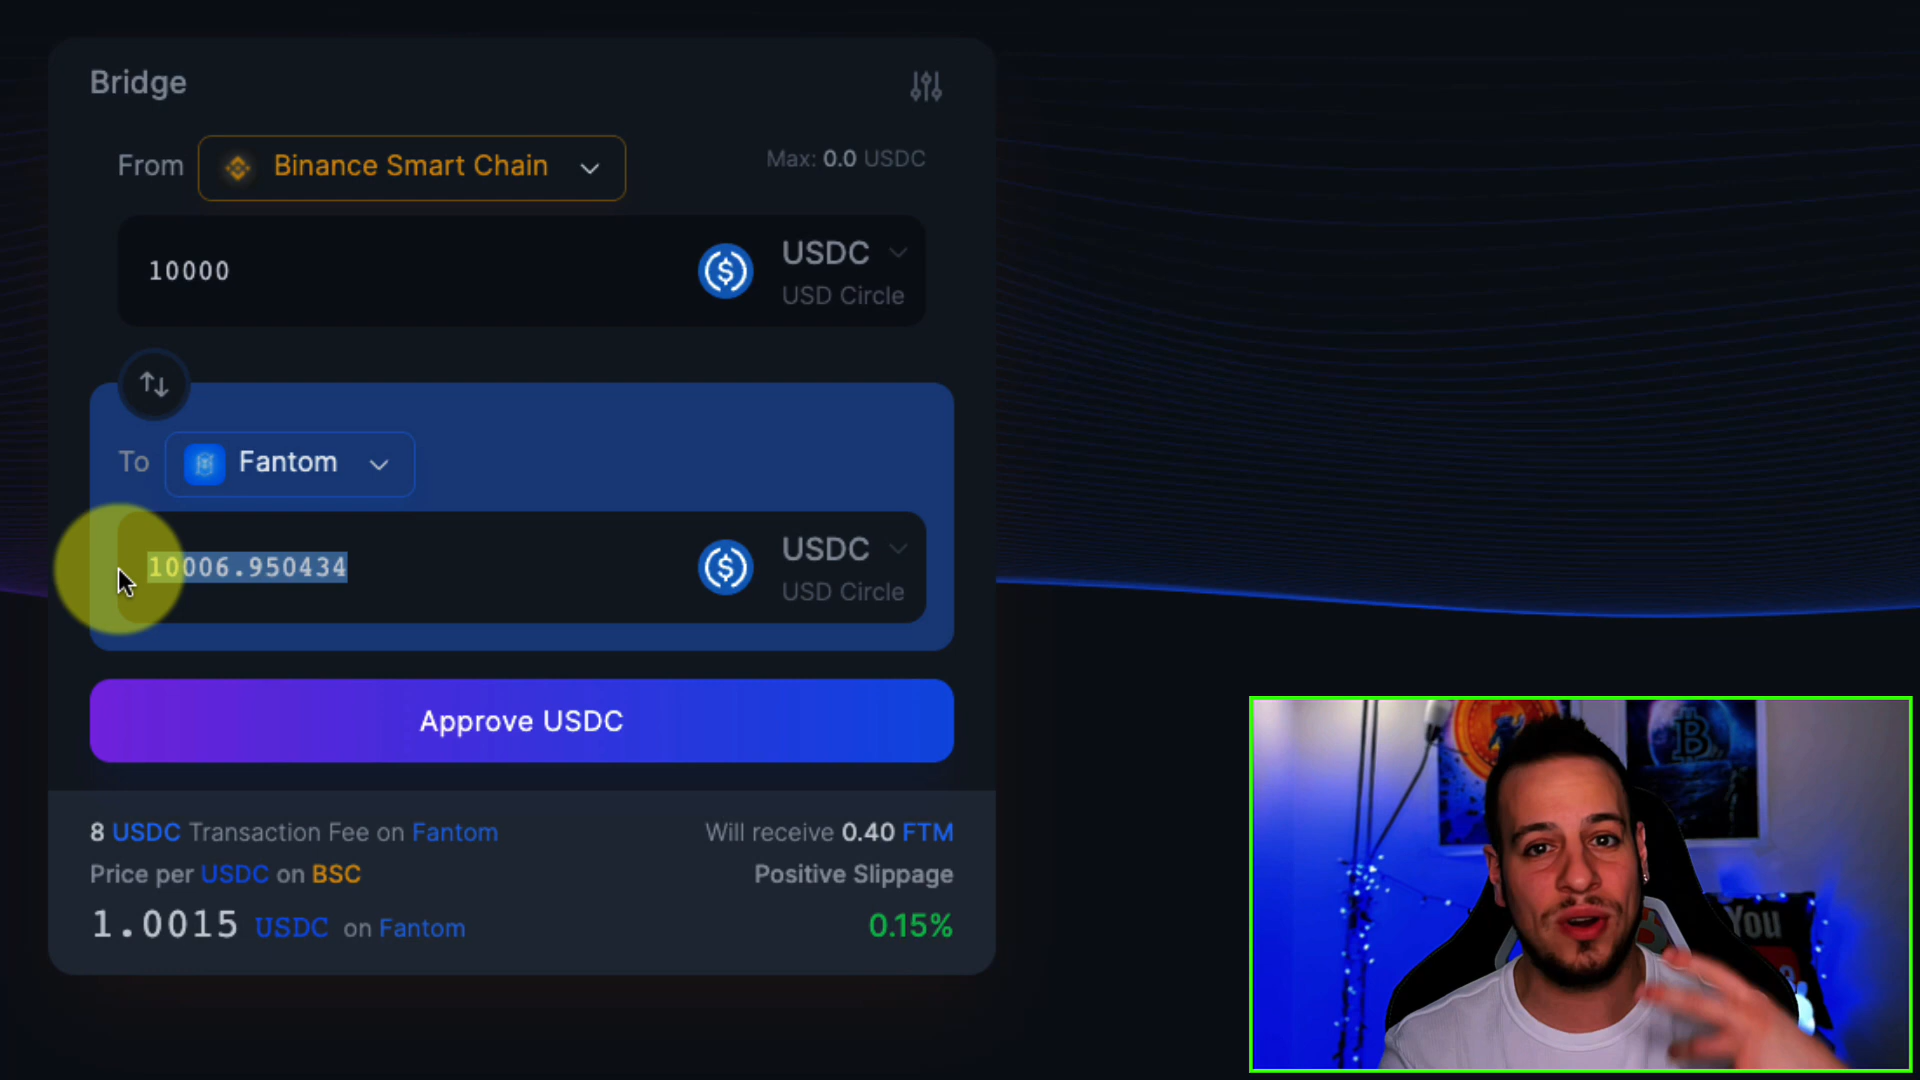 Bridge
From Binance Smart Chain
Max: 0.0 USDC
10000
USDC
USD Circle
To Fantom
10006.950434
USDC
USD Circle
Approve USDC
8 USDC Transaction Fee on Fantom
Will receive 0.40 FTM
Price per USDC on BSC
Positive Slippage
1.0015 USDC on Fantom
0.15%
You